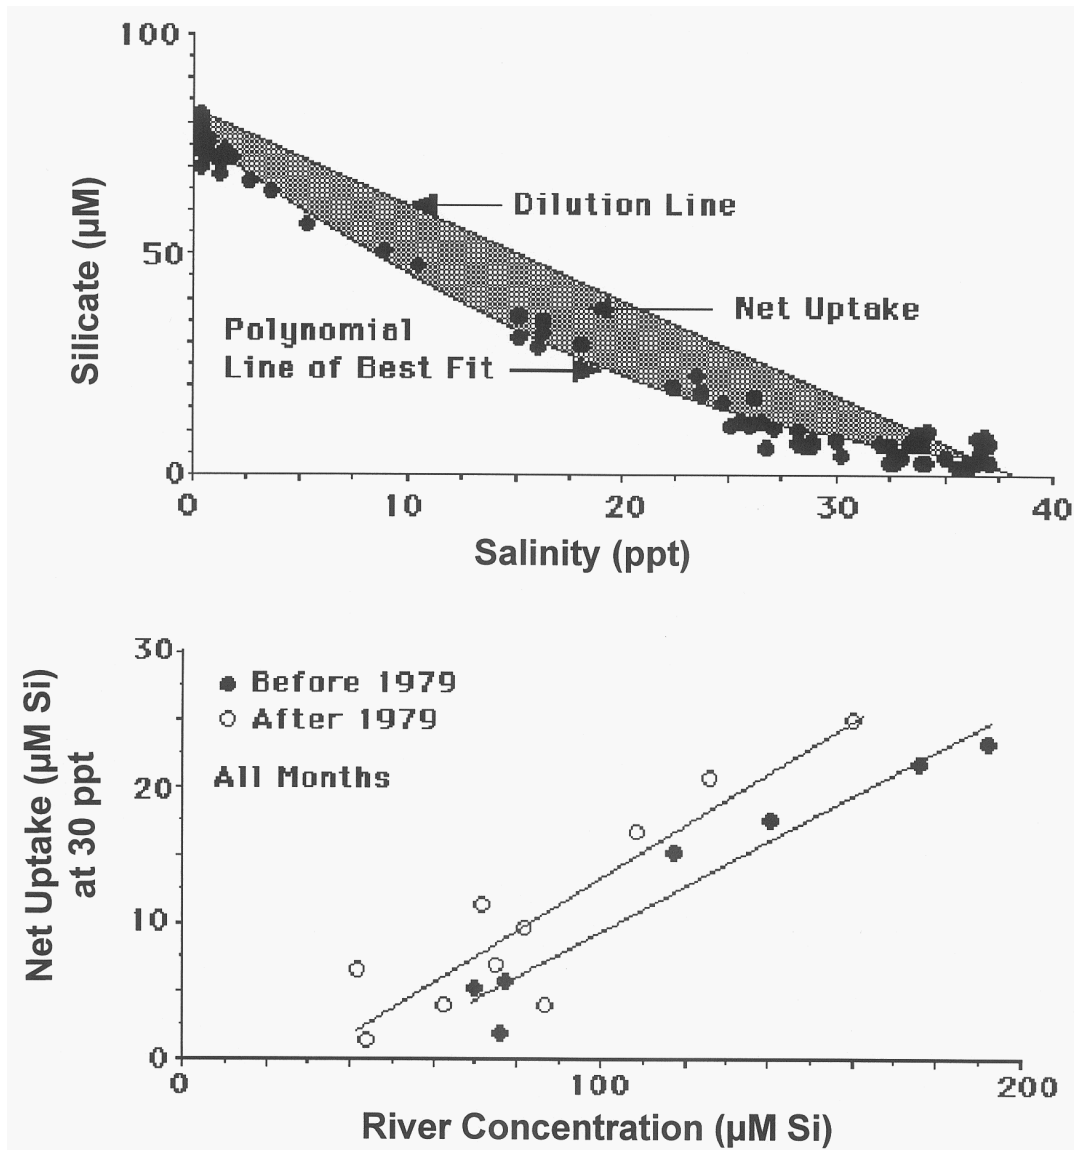 100
50
0
0 10 20 30 40
Silicate (µM)
Dilution Line
Net Uptake
Polynomial
Line of Best Fit
Salinity (ppt)
30
20
10
0
0 100 200
Net Uptake (µM Si)
at 30 ppt
Before 1979
After 1979
All Months
River Concentration (µM Si)